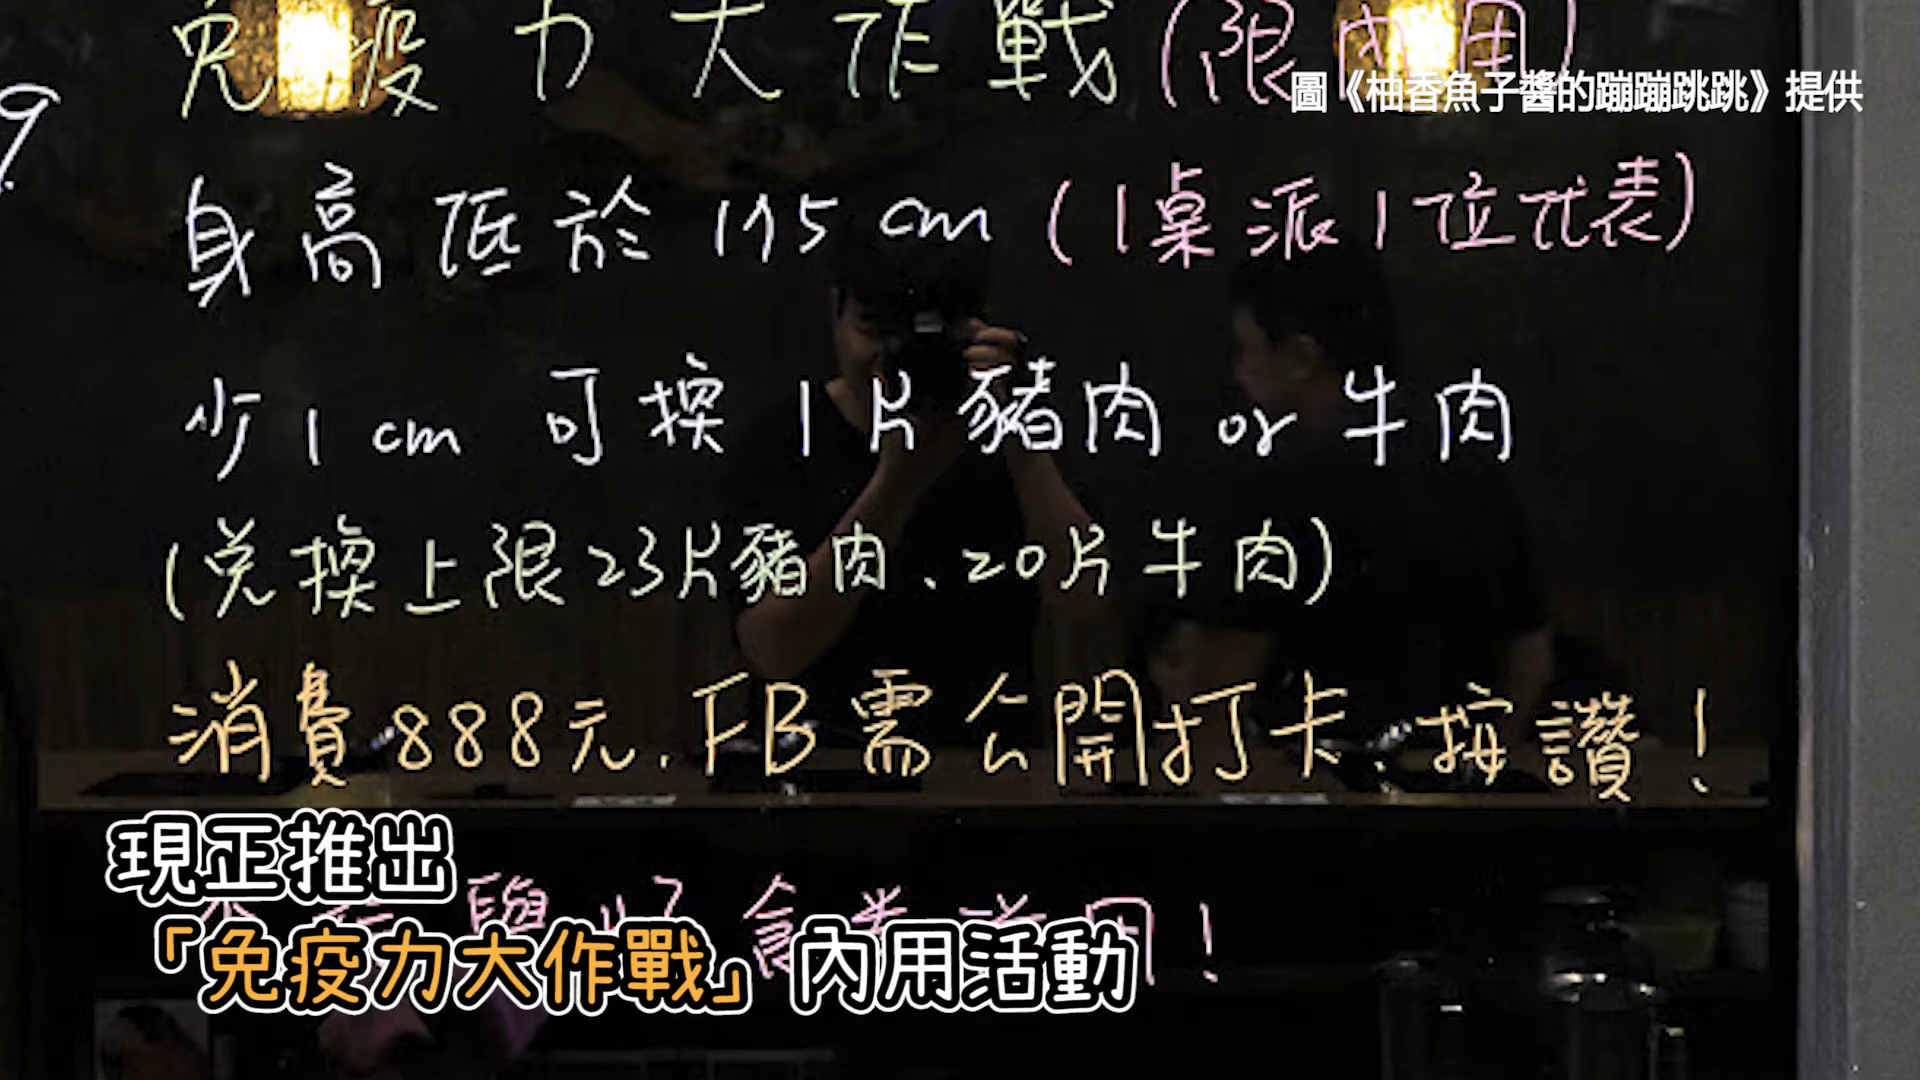 免疫力大作戰(限內用)
圖《柚香魚子醬的蹦蹦跳跳》提供
9.
身高低於175cm(1桌派1位代表)
少1cm 可換1片豬肉or牛肉
(兌換上限23片豬肉、20片牛肉)
消費888元.FB需公開打卡、按讚!
現正推出
「免疫力大作戰」內用活動